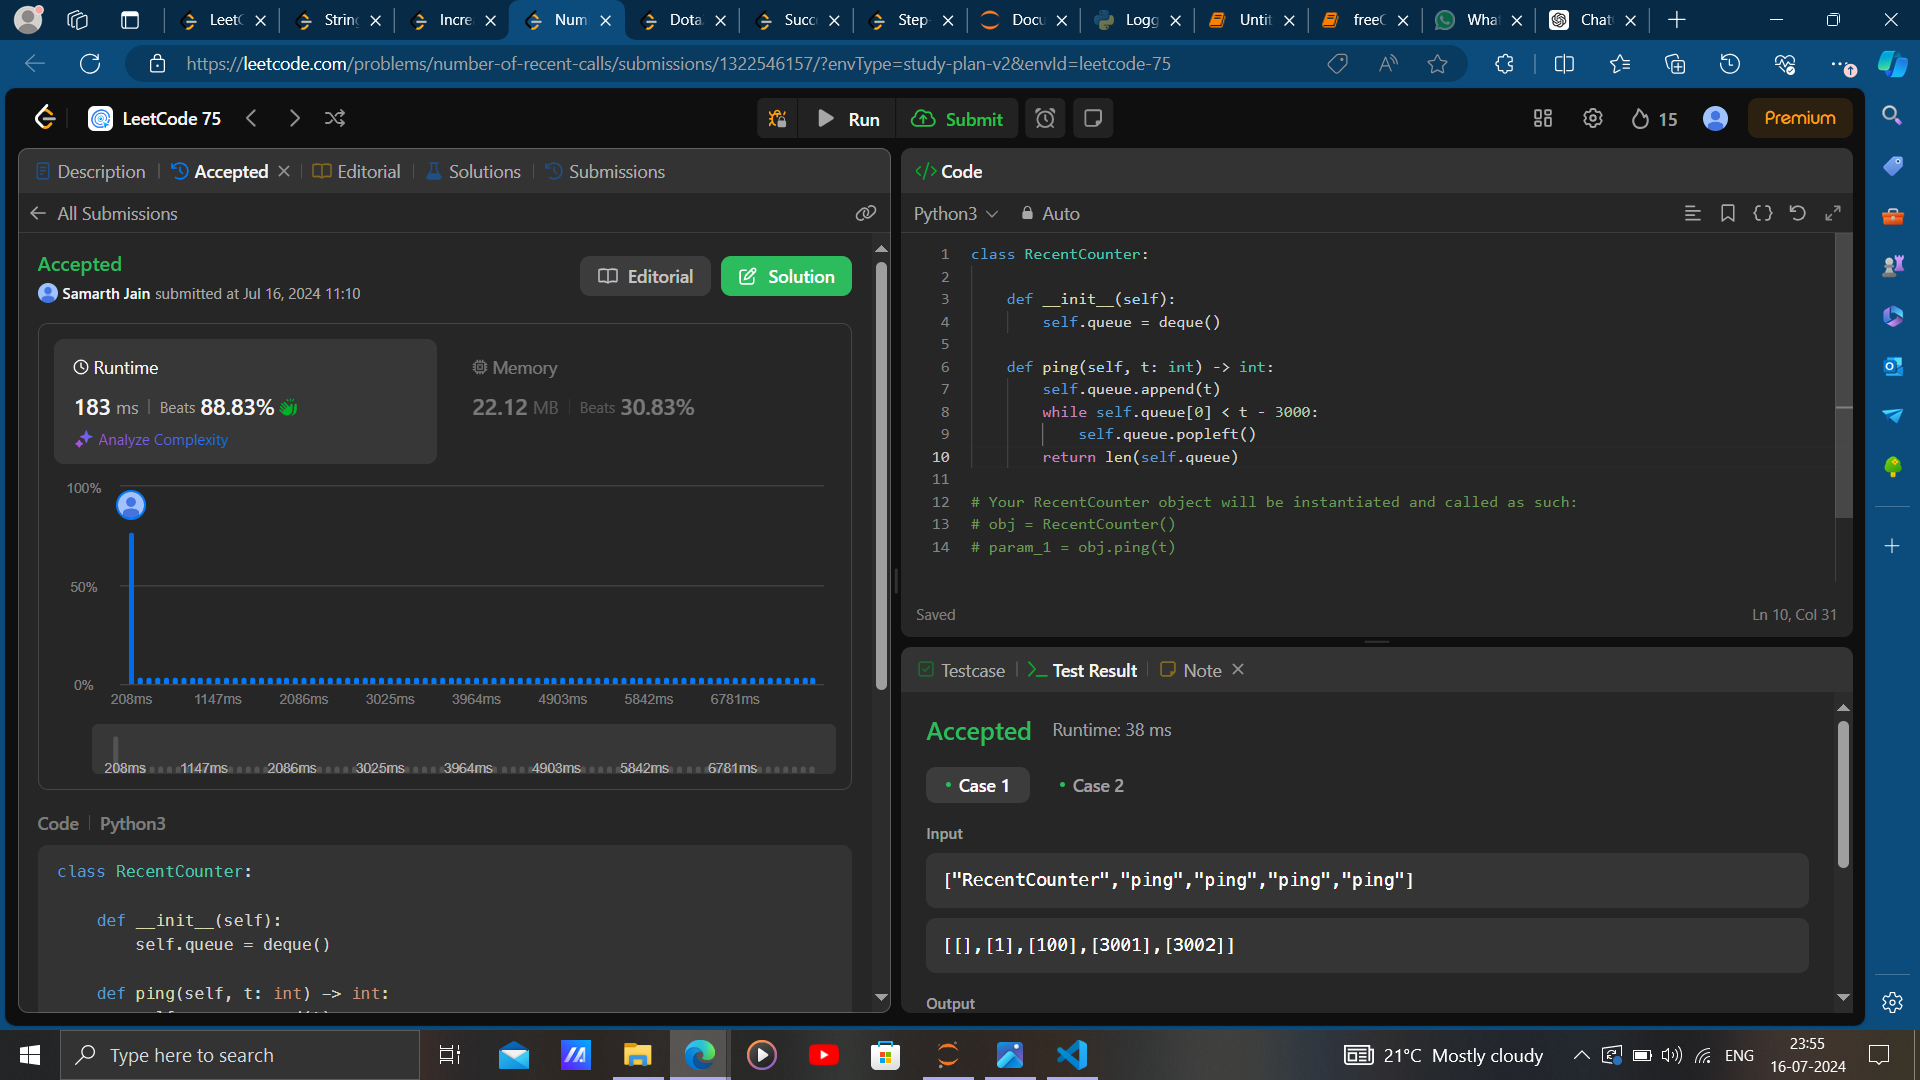 LeetC
String
Increa
Num
Dota
Succ
Step-
Docu
Logg
Untit
freeC
What
Chat
https://leetcode.com/problems/number-of-recent-calls/submissions/1322546157/?envType=study-plan-v2&envId=leetcode-75
LeetCode 75
Run
Submit
15
Premium
Description
Accepted
Editorial
Solutions
Submissions
All Submissions
Accepted
Samarth Jain submitted at Jul 16, 2024 11:10
Editorial
Solution
Runtime
183 ms Beats 88.83%
Analyze Complexity
Memory
22.12 MB Beats 30.83%
100%
50%
0%
208ms 1147ms 2086ms 3025ms 3964ms 4903ms 5842ms 6781ms
208ms 1147ms 2086ms 3025ms 3964ms 4903ms 5842ms 6781ms
Code Python3
class RecentCounter:
def __init__(self):
self.queue = deque()
def ping(self, t: int) -> int:
</> Code
Python3 Auto
1 class RecentCounter:
2
3 def __init__(self):
4 self.queue = deque()
5
6 def ping(self, t: int) -> int:
7 self.queue.append(t)
8 while self.queue[0] < t - 3000:
9 self.queue.popleft()
10 return len(self.queue)
11
12 # Your RecentCounter object will be instantiated and called as such:
13 # obj = RecentCounter()
14 # param_1 = obj.ping(t)
Saved
Ln 10, Col 31
Testcase
Test Result
Note
Accepted Runtime: 38 ms
Case 1
Case 2
Input
["RecentCounter","ping","ping","ping","ping"]
[[],[1],[100],[3001],[3002]]
Output
Type here to search
21°C Mostly cloudy
ENG
23:55
16-07-2024